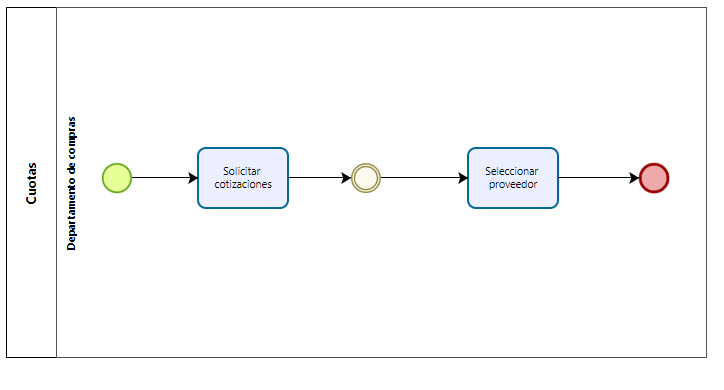 Cuotas
Departamento de compras
Solicitar
cotizaciones
Seleccionar
proveedor